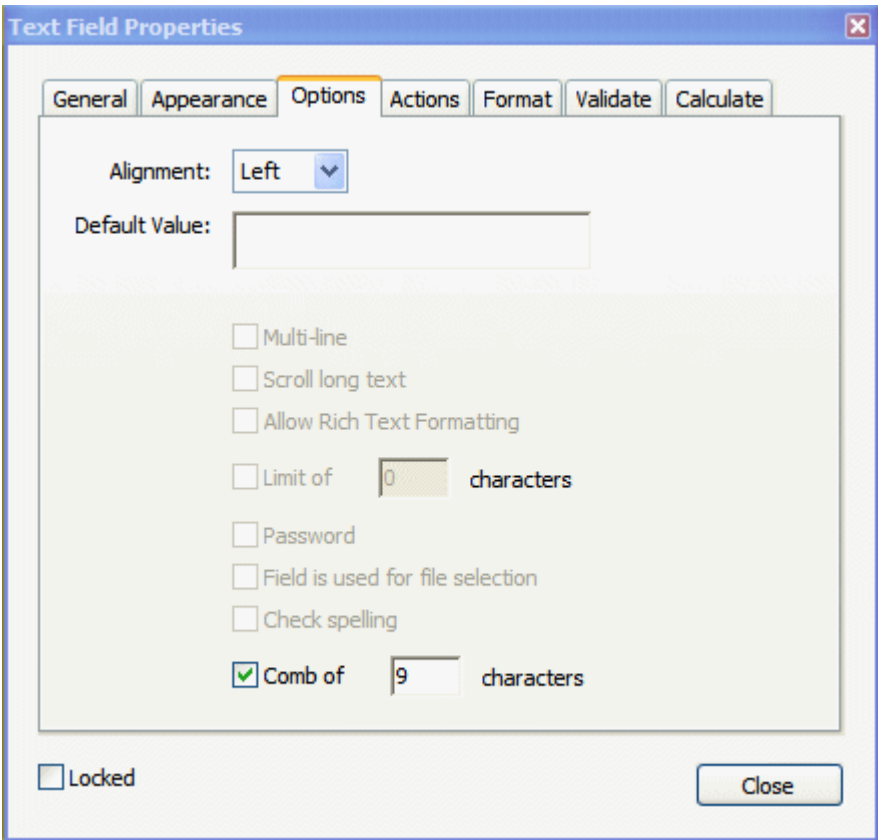 Text Field Properties
General Appearance Options Actions Format Validate Calculate
Alignment: Left
Default Value:
Multi-line
Scroll long text
Allow Rich Text Formatting
Limit of 0 characters
Password
Field is used for file selection
Check spelling
Comb of 9 characters
Locked
Close